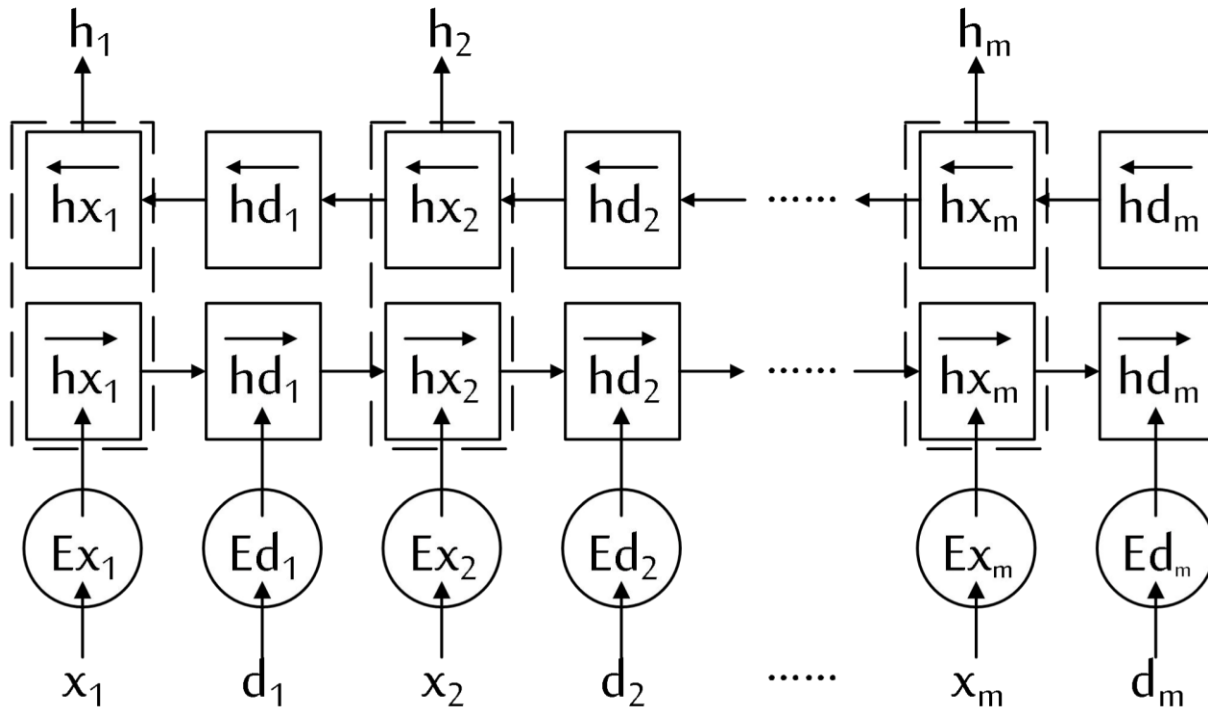 h₁ h₂ hₘ
hx₁ hd₁ hx₂ hd₂ ...... hxₘ hdₘ
hx₁ hd₁ hx₂ hd₂ ...... hxₘ hdₘ
Ex₁ Ed₁ Ex₂ Ed₂ Exₘ Edₘ
x₁ d₁ x₂ d₂ ...... xₘ dₘ